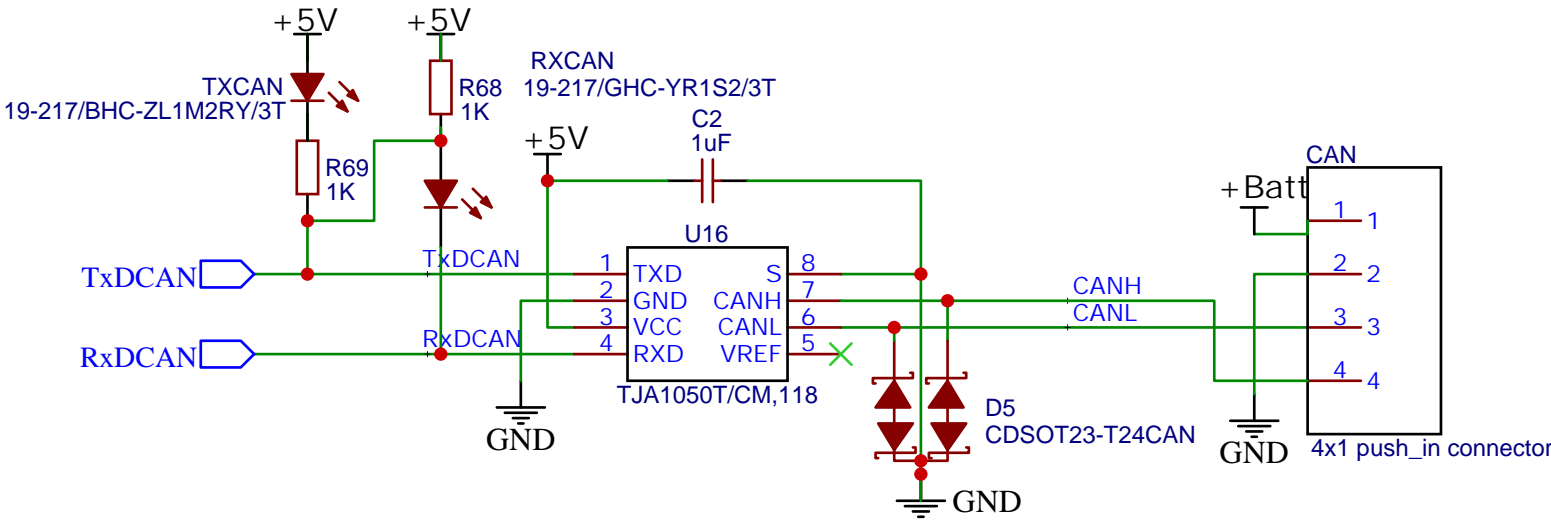 +5V
+5V
TXCAN
19-217/BHC-ZL1M2RY/3T
R68
1K
RXCAN
19-217/GHC-YR1S2/3T
C2
1uF
+5V
R69
1K
CAN
+Batt
1
1
2
2
3
3
4
4
4x1 push_in connector
GND
U16
TxDCAN
TxDCAN
1
TXD
2
GND
3
VCC
RxDCAN
RxDCAN
4
RXD
S
8
CANH
7
CANL
6
VREF
5
TJA1050T/CM,118
CANH
CANL
GND
D5
CDSOT23-T24CAN
GND